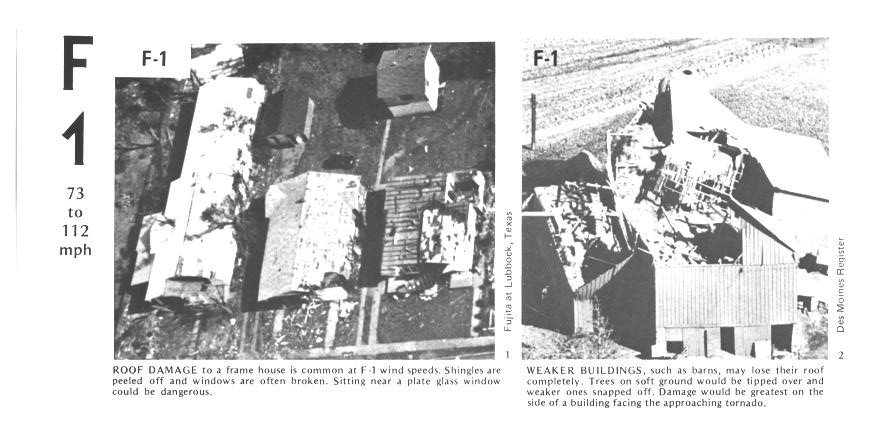 F
1
73
to
112
mph
F-1
Fujita at Lubbock, Texas
1
ROOF DAMAGE to a frame house is common at F-1 wind speeds. Shingles are
peeled off and windows are often broken. Sitting near a plate glass window
could be dangerous.
F-1
Des Moines Register
2
WEAKER BUILDINGS, such as barns, may lose their roof
completely. Trees on soft ground would be tipped over and
weaker ones snapped off. Damage would be greatest on the
side of a building facing the approaching tornado.